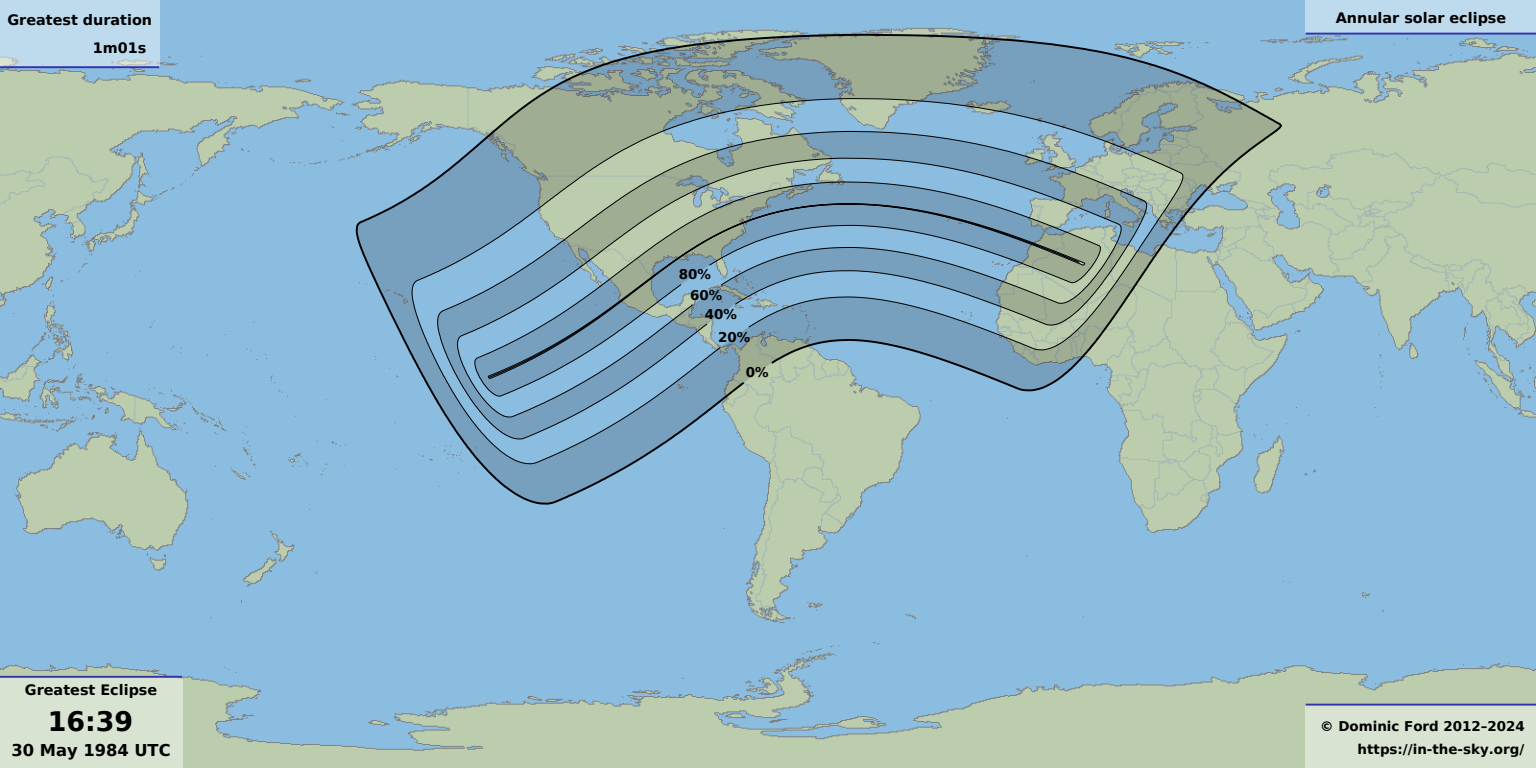 Greatest duration
1m01s
Annular solar eclipse
80%
60%
40%
20%
0%
Greatest Eclipse
16:39
30 May 1984 UTC
© Dominic Ford 2012–2024
https://in-the-sky.org/